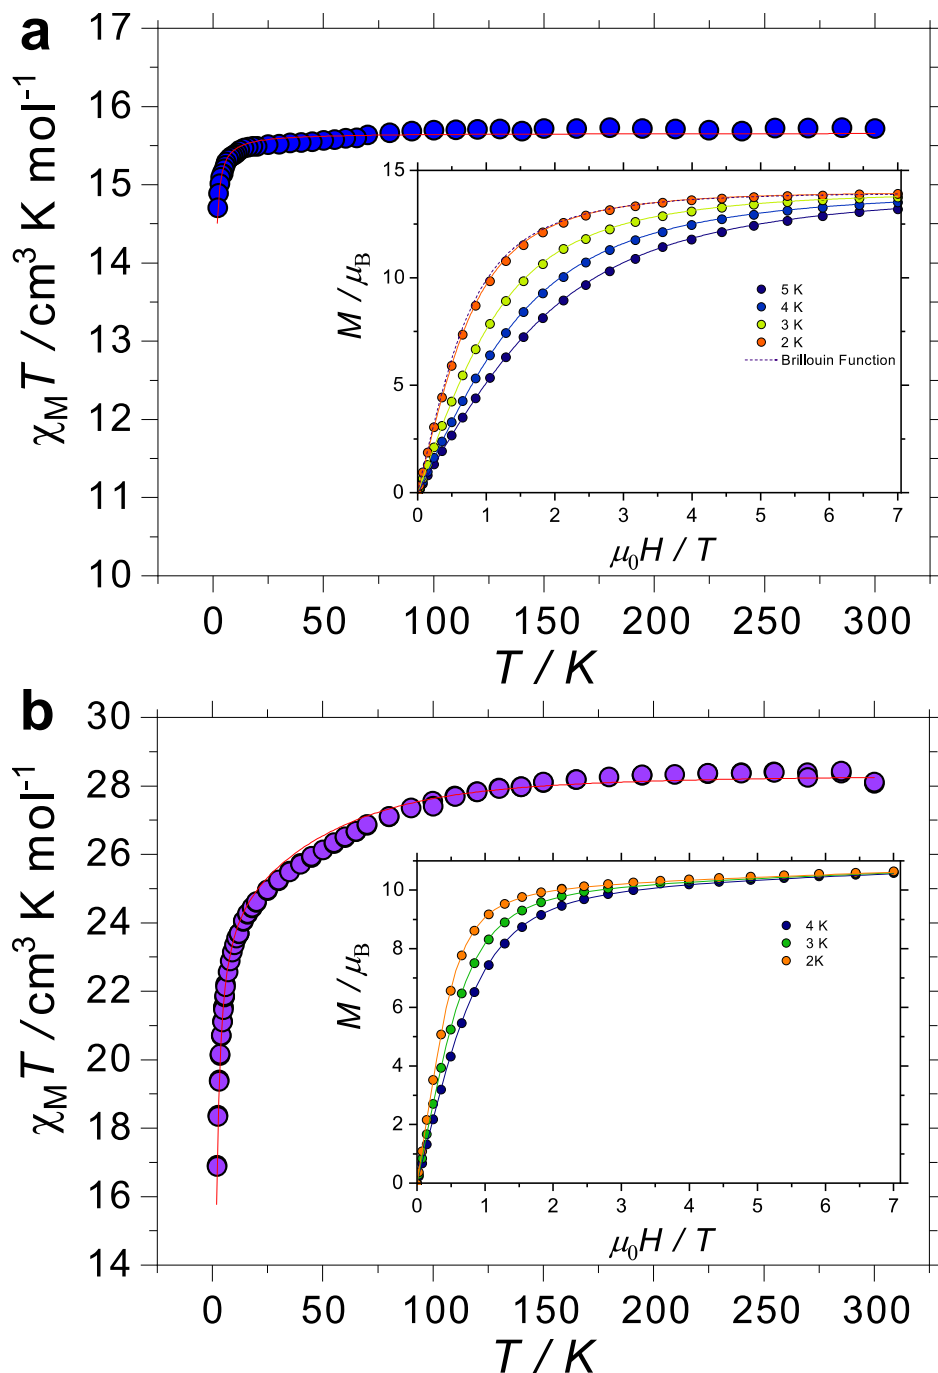 a
17
16
15
14
13
12
11
10
χMT /cm³ K mol⁻¹
0 50 100 150 200 250 300
T / K
15
10
5
0
M / μB
0 1 2 3 4 5 6 7
μ0H / T
5 K
4 K
3 K
2 K
Brillouin Function
b
30
28
26
24
22
20
18
16
14
χMT /cm³ K mol⁻¹
0 50 100 150 200 250 300
T / K
10
8
6
4
2
0
M / μB
0 1 2 3 4 5 6 7
μ0H / T
4 K
3 K
2K